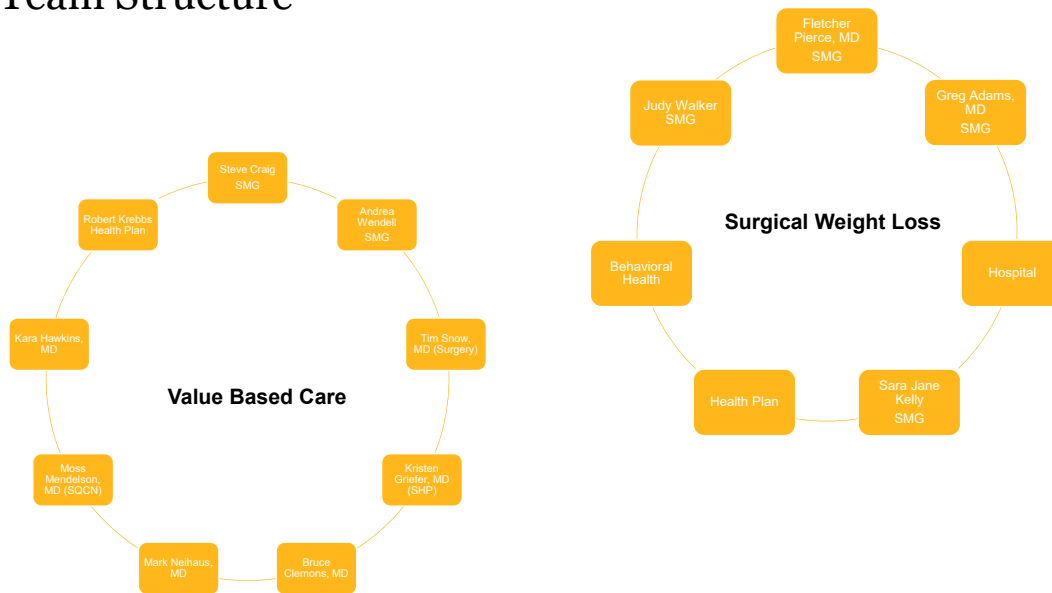 Team Structure
Fletcher
Pierce, MD
SMG
Greg Adams,
MD
SMG
Hospital
Sara Jane
Kelly
SMG
Health Plan
Behavioral
Health
Judy Walker
SMG
Surgical Weight Loss
Steve Craig
SMG
Andrea
Wendell
SMG
Tim Snow,
MD (Surgery)
Kristen
Griefer, MD
(SHP)
Bruce
Clemons, MD
Mark Neihaus,
MD
Moss
Mendelson,
MD (SQCN)
Kara Hawkins,
MD
Robert Krebbs
Health Plan
Value Based Care